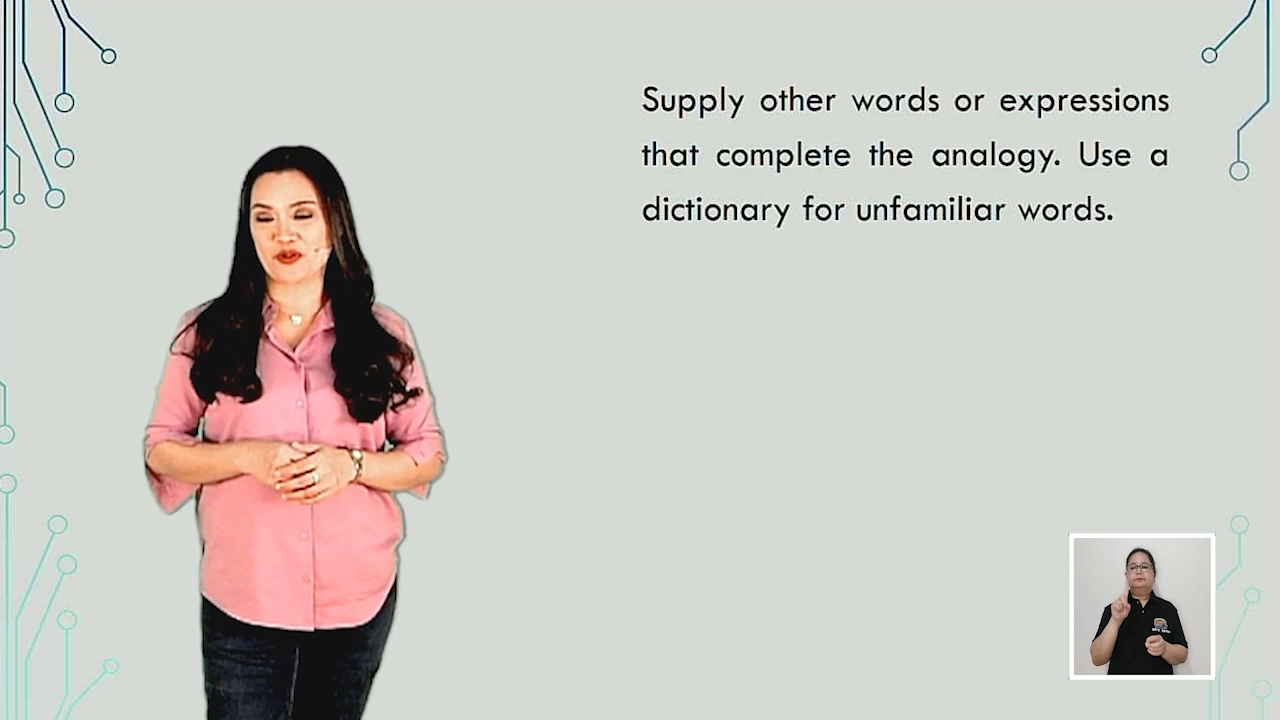 Supply other words or expressions
that complete the analogy. Use a
dictionary for unfamiliar words.